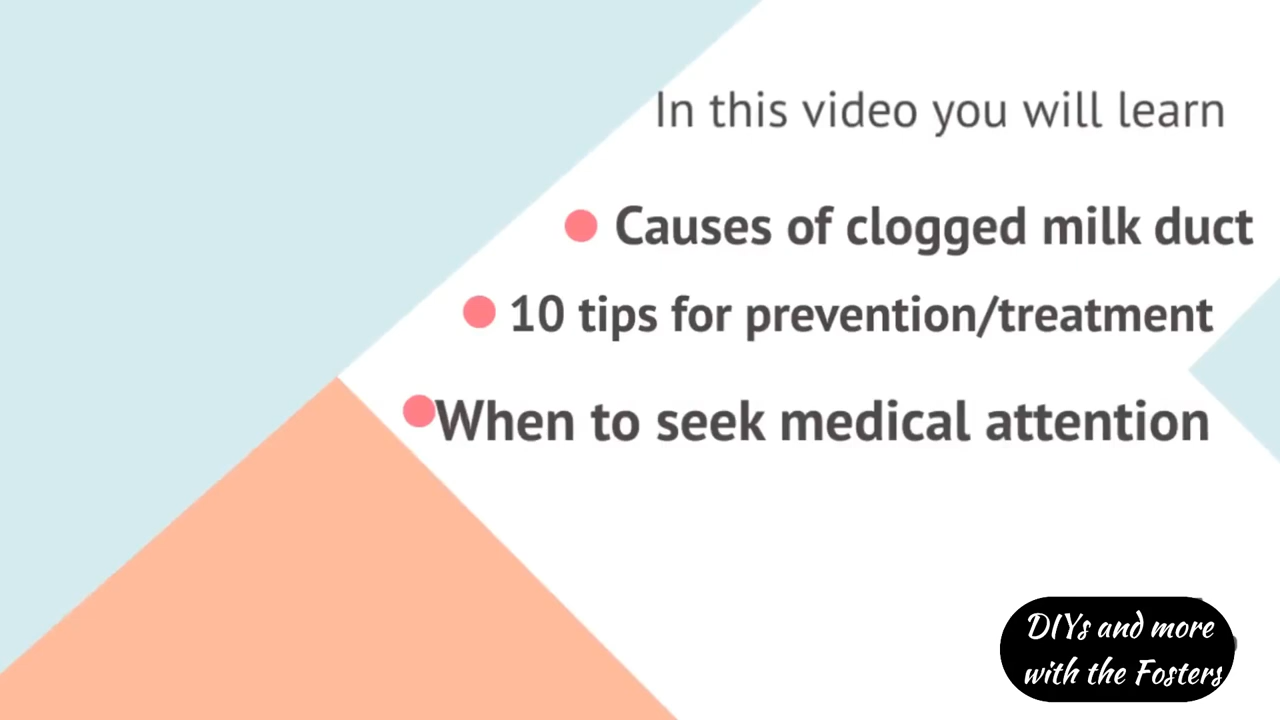 In this video you will learn
Causes of clogged milk duct
10 tips for prevention/treatment
When to seek medical attention
DIYs and more
with the Fosters